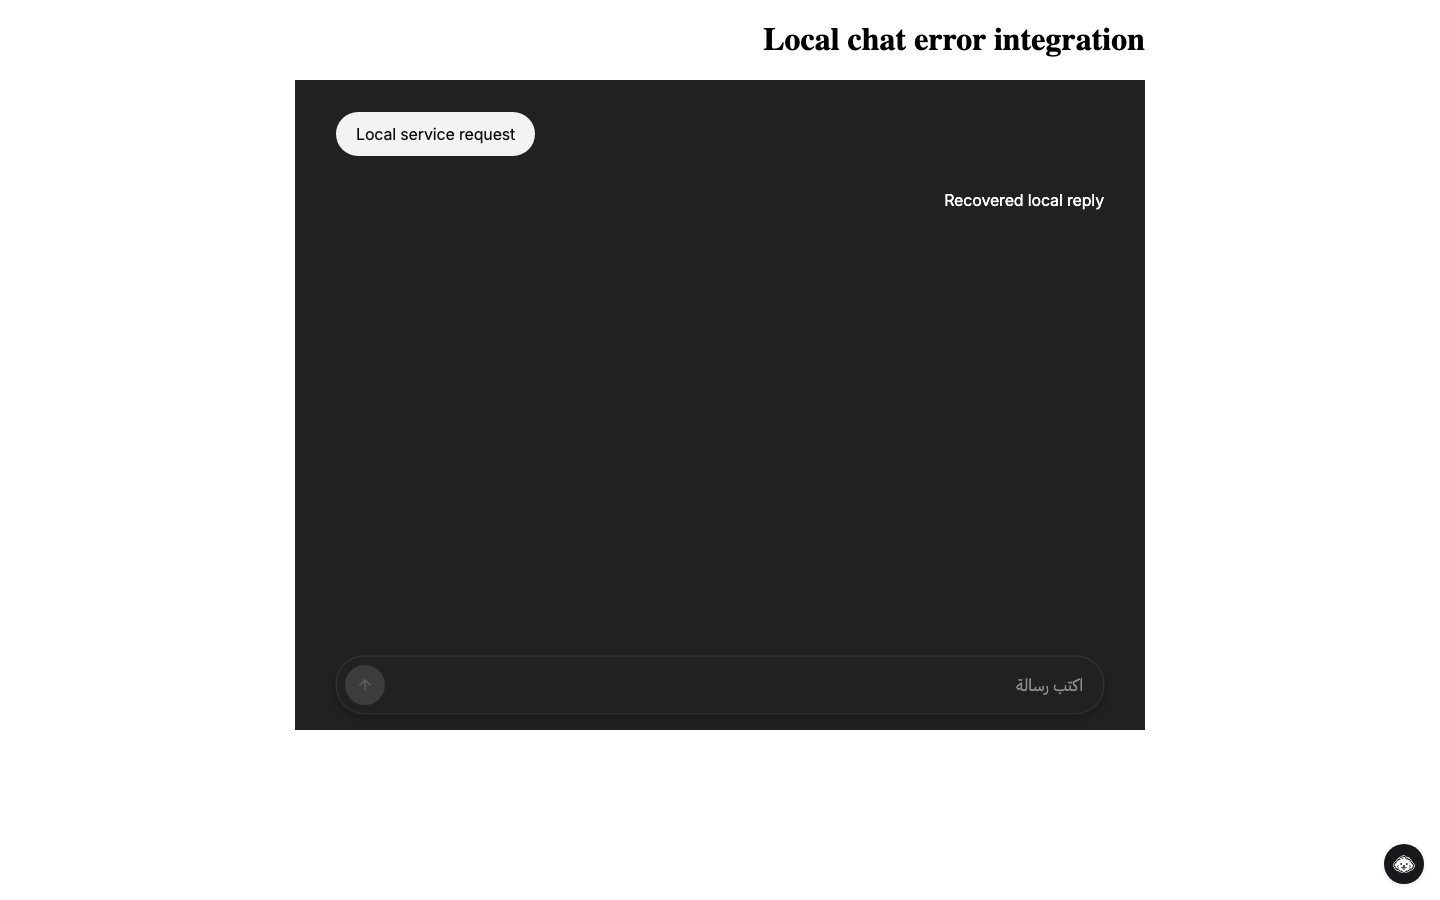 Local chat error integration
Local service request
Recovered local reply
اكتب رسالة